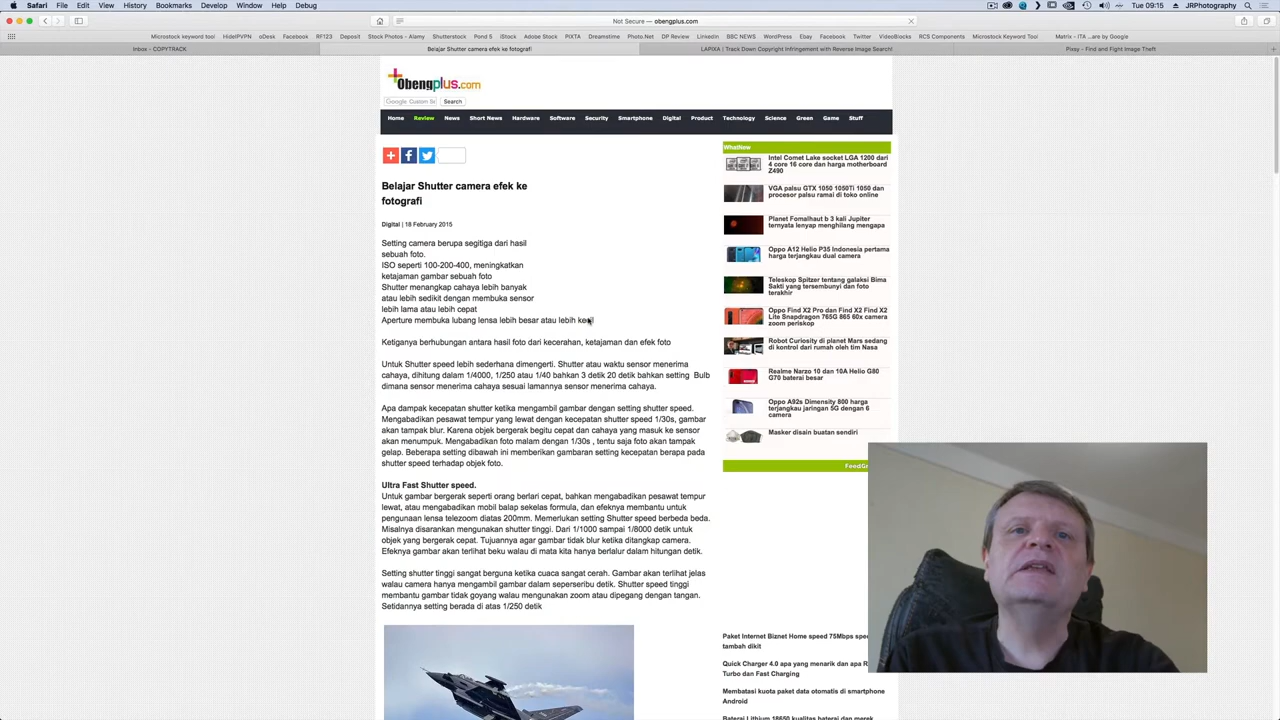 Safari File Edit View History Bookmarks Develop Window Help Debug
Tue 09:15 JRPhotography
Not Secure — obengplus.com
Microstock keyword tool HideIPVPN oDesk Facebook RF123 Deposit Stock Photos - Alamy Shutterstock Pond 5 iStock Adobe Stock PIXTA Dreamstime Photo.Net DP Review Linkedin BBC NEWS WordPress Ebay Facebook Twitter VideoBlocks RCS Components Microstock Keyword Tool Matrix - ITA ...are by Google
Inbox - COPYTRACK
Belajar Shutter camera efek ke fotografi!
LAPIXA | Track Down Copyright Infringement with Reverse Image Search!
Pixsy - Find and Fight Image Theft
Obengplus.com
Google Custom Se
Search
Home Review News Short News Hardware Software Security Smartphone Digital Product Technology Science Green Game Stuff
Belajar Shutter camera efek ke
fotografi
Digital | 18 February 2015
Setting camera berupa segitiga dari hasil
sebuah foto.
ISO seperti 100-200-400, meningkatkan
ketajaman gambar sebuah foto
Shutter menangkap cahaya lebih banyak
atau lebih sedikit dengan membuka sensor
lebih lama atau lebih cepat
Aperture membuka lubang lensa lebih besar atau lebih kecil
Ketiganya berhubungan antara hasil foto dari kecerahan, ketajaman dan efek foto
Untuk Shutter speed lebih sederhana dimengerti. Shutter atau waktu sensor menerima
cahaya, dihitung dalam 1/4000, 1/250 atau 1/40 bahkan 3 detik 20 detik bahkan setting Bulb
dimana sensor menerima cahaya sesuai lamannya sensor menerima cahaya.
Apa dampak kecepatan shutter ketika mengambil gambar dengan setting shutter speed.
Mengabadikan pesawat tempur yang lewat dengan kecepatan shutter speed 1/30s, gambar
akan tampak blur. Karena objek bergerak begitu cepat dan cahaya yang masuk ke sensor
akan menumpuk. Mengabadikan foto malam dengan 1/30s , tentu saja foto akan tampak
gelap. Beberapa setting dibawah ini memberikan gambaran setting kecepatan berapa pada
shutter speed terhadap objek foto.
Ultra Fast Shutter speed.
Untuk gambar bergerak seperti orang berlari cepat, bahkan mengabadikan pesawat tempur
lewat, atau mengabadikan mobil balap sekelas formula, dan efeknya membantu untuk
pengunaan lensa telezoom diatas 200mm. Memerlukan setting Shutter speed berbeda beda.
Misalnya disarankan mengunakan shutter tinggi. Dari 1/1000 sampai 1/8000 detik untuk
objek yang bergerak cepat. Tujuannya agar gambar tidak blur ketika ditangkap camera.
Efeknya gambar akan terlihat beku walau di mata kita hanya berlalur dalam hitungan detik.
Setting shutter tinggi sangat berguna ketika cuaca sangat cerah. Gambar akan terlihat jelas
walau camera hanya mengambil gambar dalam seperseribu detik. Shutter speed tinggi
membantu gambar tidak goyang walau mengunakan zoom atau dipegang dengan tangan.
Setidannya setting berada di atas 1/250 detik
WhatNew
Intel Comet Lake socket LGA 1200 dari
4 core 16 core dan harga motherboard
Z490
VGA palsu GTX 1050 1050Ti 1050 dan
procesor palsu ramai di toko online
Planet Fomalhaut b 3 kali Jupiter
ternyata lenyap menghilang mengapa
Oppo A12 Helio P35 Indonesia pertama
harga terjangkau dual camera
Teleskop Spitzer tentang galaksi Bima
Sakti yang tersembunyi dan foto
terakhir
Oppo Find X2 Pro dan Find X2 Find X2
Lite Snapdragon 765G 865 60x camera
zoom periskop
Robot Curiosity di planet Mars sedang
di kontrol dari rumah oleh tim Nasa
Realme Narzo 10 dan 10A Helio G80
G70 baterai besar
Oppo A92s Dimensity 800 harga
terjangkau jaringan 5G dengan 6
camera
Masker disain buatan sendiri
FeedGr
Paket Internet Biznet Home speed 75Mbps spe
tambah dikit
Quick Charger 4.0 apa yang menarik dan apa R
Turbo dan Fast Charging
Membatasi kuota paket data otomatis di smartphone
Android
Baterai Lithium 18650 kualitas baterai dan merek